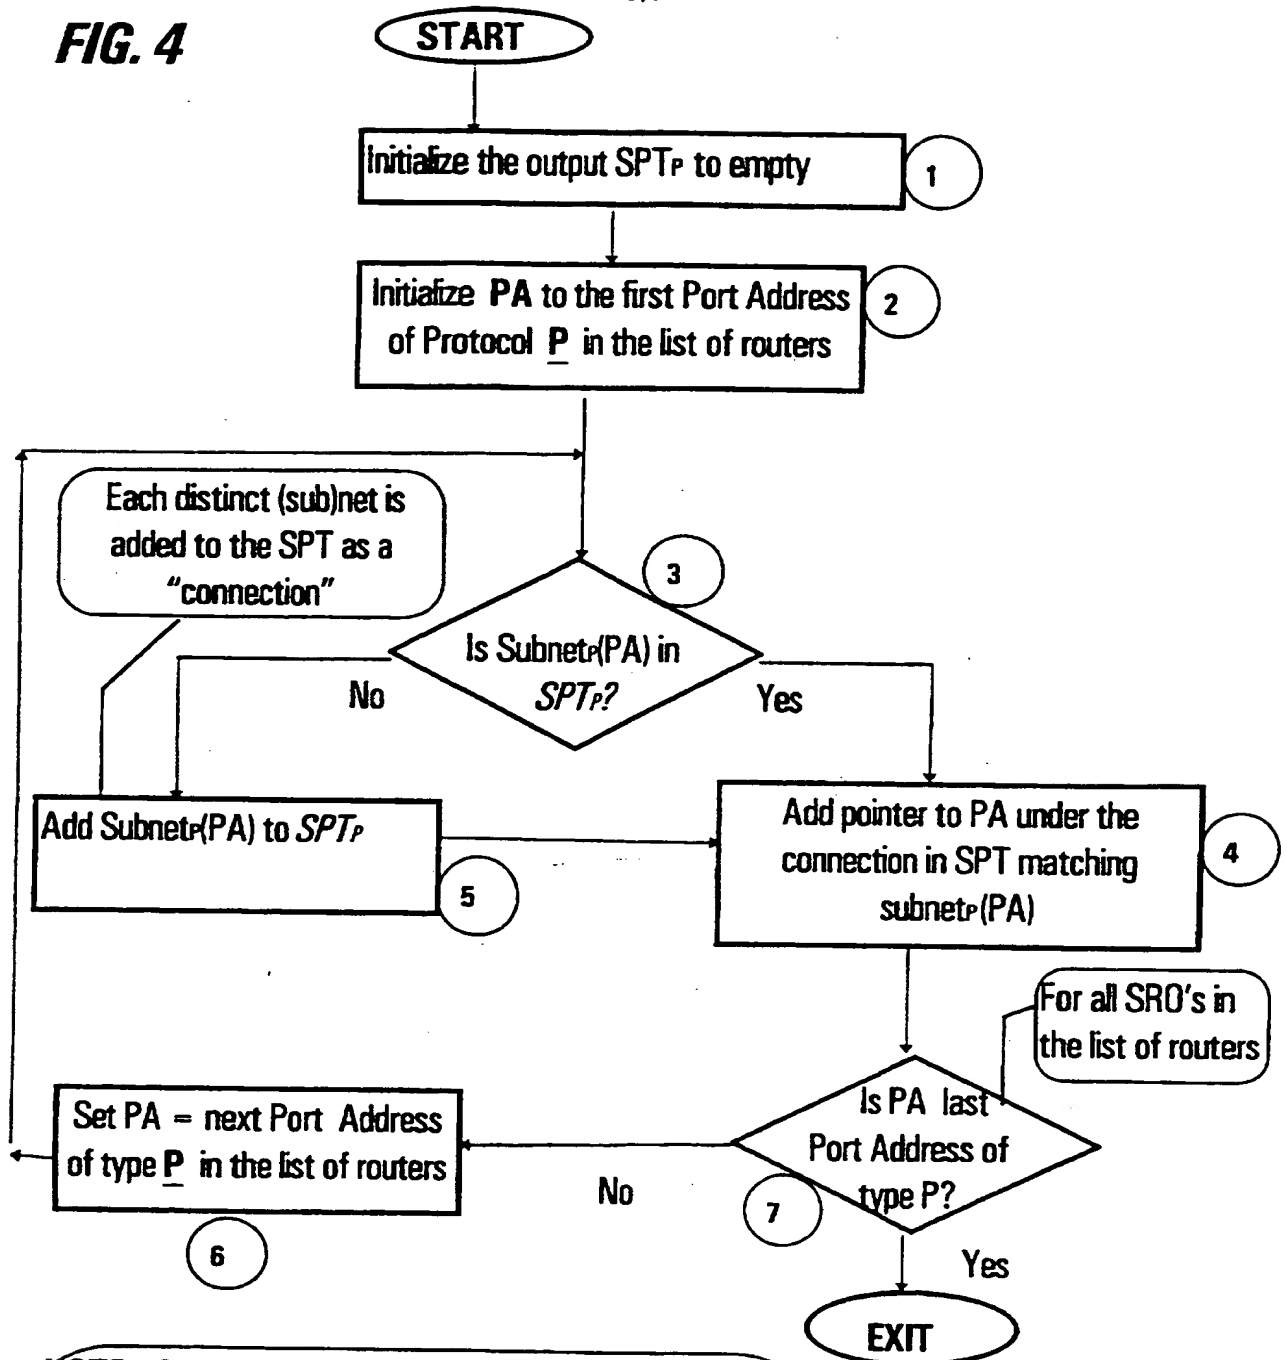 FIG. 4
START
Initialize the output SPTP to empty
1
Initialize PA to the first Port Address
of Protocol P in the list of routers
2
Each distinct (sub)net is
added to the SPT as a
"connection"
3
Is SubnetP(PA) in
SPTP?
No
Yes
Add SubnetP(PA) to SPTP
5
Add pointer to PA under the
connection in SPT matching
subnetP(PA)
4
For all SRO's in
the list of routers
Is PA last
Port Address of
type P?
7
No
Set PA = next Port Address
of type P in the list of routers
6
Yes
EXIT